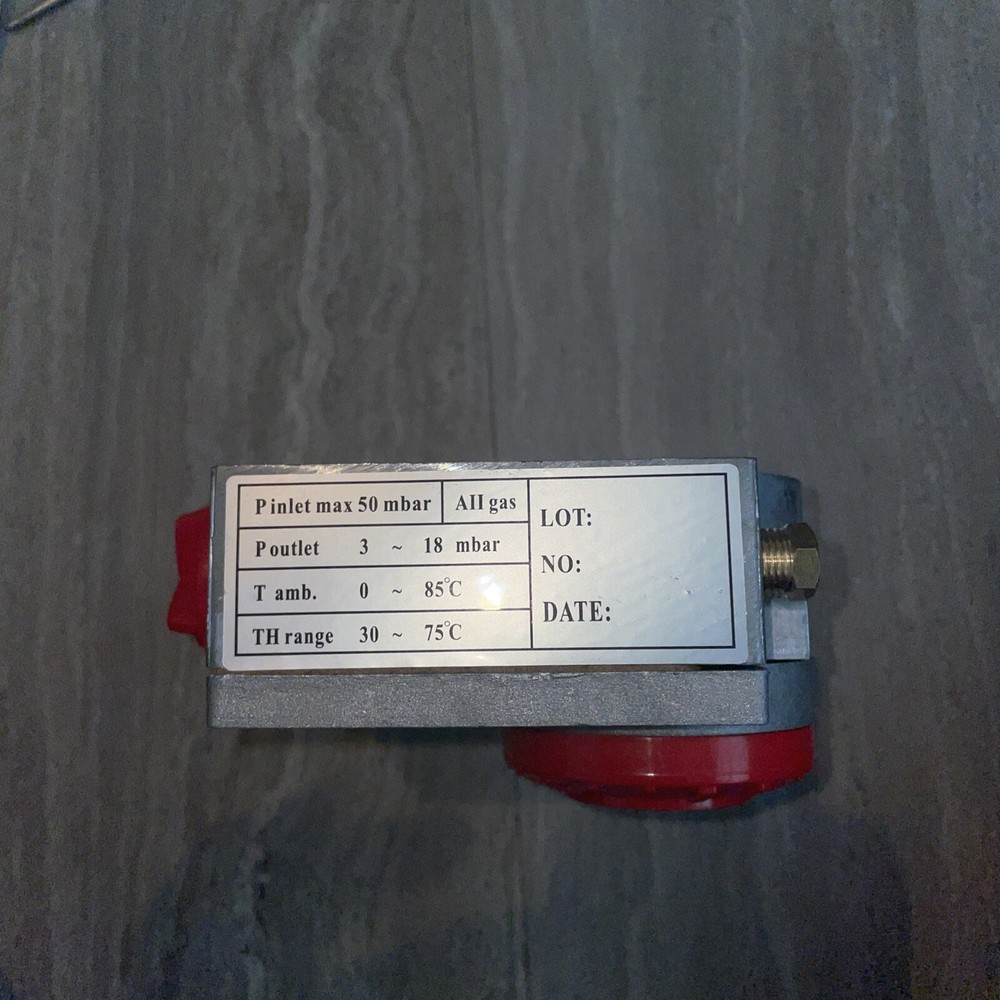 P inlet max 50 mbar All gas
P outlet 3 ~ 18 mbar
T amb. 0 ~ 85°C
TH range 30 ~ 75°C
LOT:
NO:
DATE: